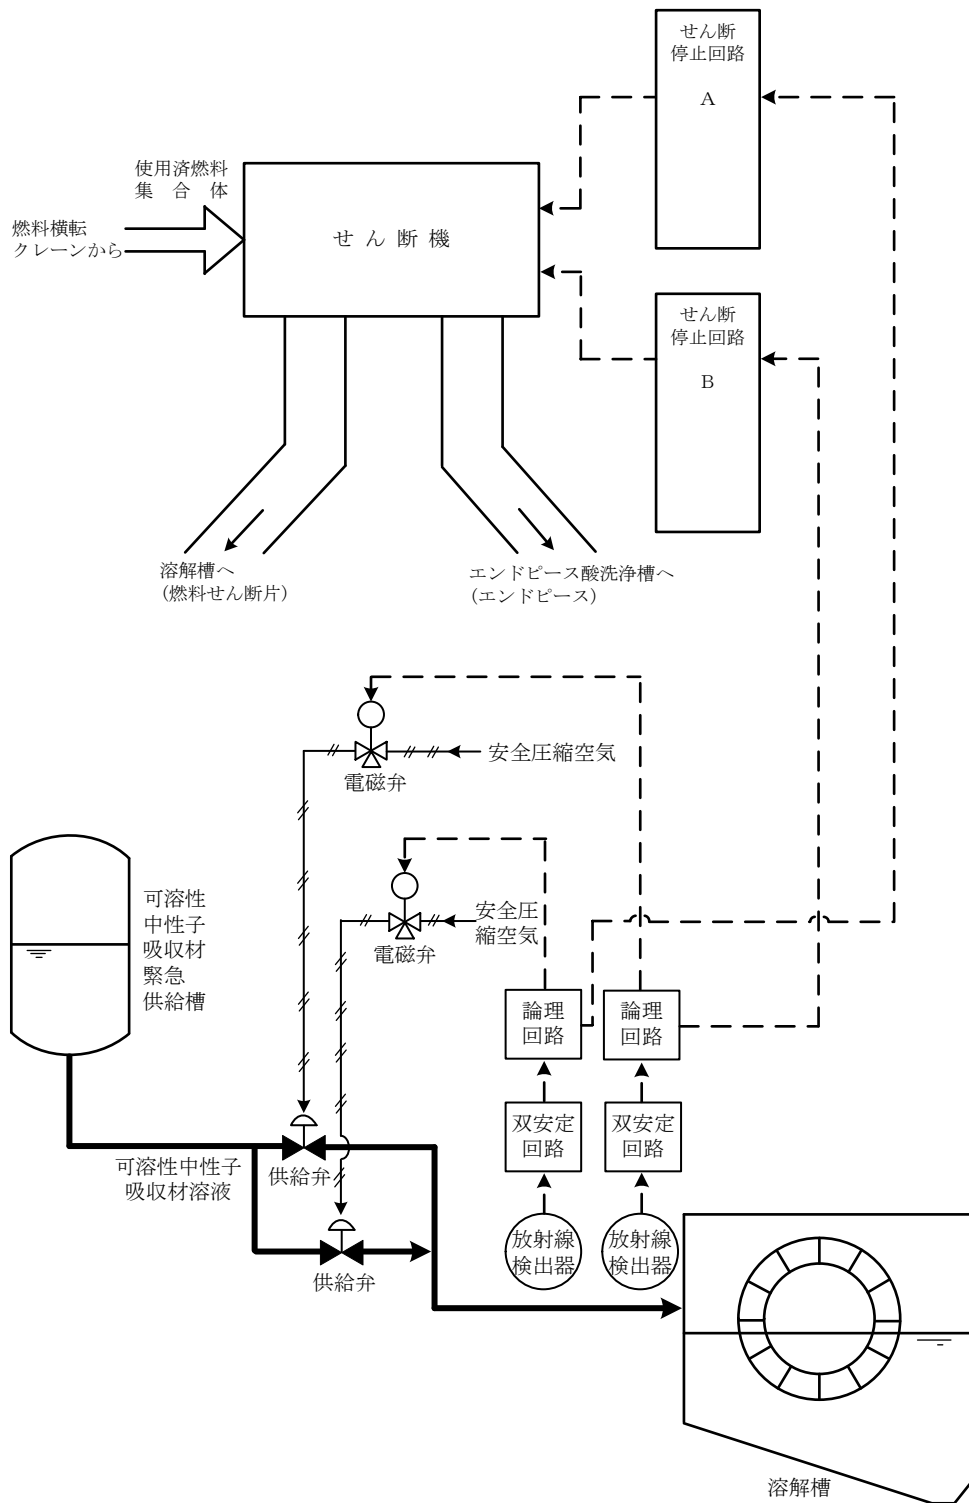 せん断
停止回路
A
使用済燃料
集 合 体
燃料横転
クレーンから
せ ん 断 機
せん断
停止回路
B
溶解槽へ
(燃料せん断片)
エンドピース酸洗浄槽へ
(エンドピース)
安全圧縮空気
電磁弁
安全圧
縮空気
電磁弁
可溶性
中性子
吸収材
緊急
供給槽
論理
回路
論理
回路
双安定
回路
双安定
回路
可溶性中性子
吸収材溶液
供給弁
供給弁
放射線
検出器
放射線
検出器
溶解槽